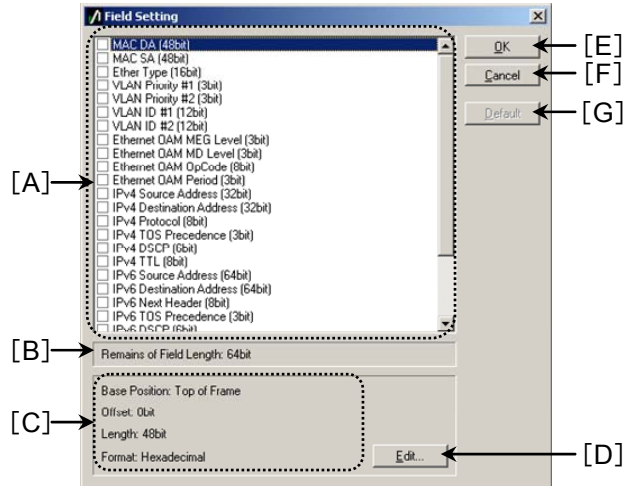 Field Setting
MAC DA (48bit)
MAC SA (48bit)
Ether Type (16bit)
VLAN Priority #1 (3bit)
VLAN Priority #2 (3bit)
VLAN ID #1 (12bit)
VLAN ID #2 (12bit)
Ethernet OAM MEG Level (3bit)
Ethernet OAM MD Level (3bit)
Ethernet OAM OpCode (8bit)
Ethernet OAM Period (3bit)
IPv4 Source Address (32bit)
IPv4 Destination Address (32bit)
IPv4 Protocol (8bit)
IPv4 TOS Precedence (3bit)
IPv4 DSCP (6bit)
IPv4 TTL (8bit)
IPv6 Source Address (64bit)
IPv6 Destination Address (64bit)
IPv6 Next Header (8bit)
IPv6 TOS Precedence (3bit)
IPv6 DSCP (6bit)
OK
Cancel
Default
Remains of Field Length: 64bit
Base Position: Top of Frame
Offset: 0bit
Length: 48bit
Format: Hexadecimal
Edit...
[A]
[B]
[C]
[D]
[E]
[F]
[G]